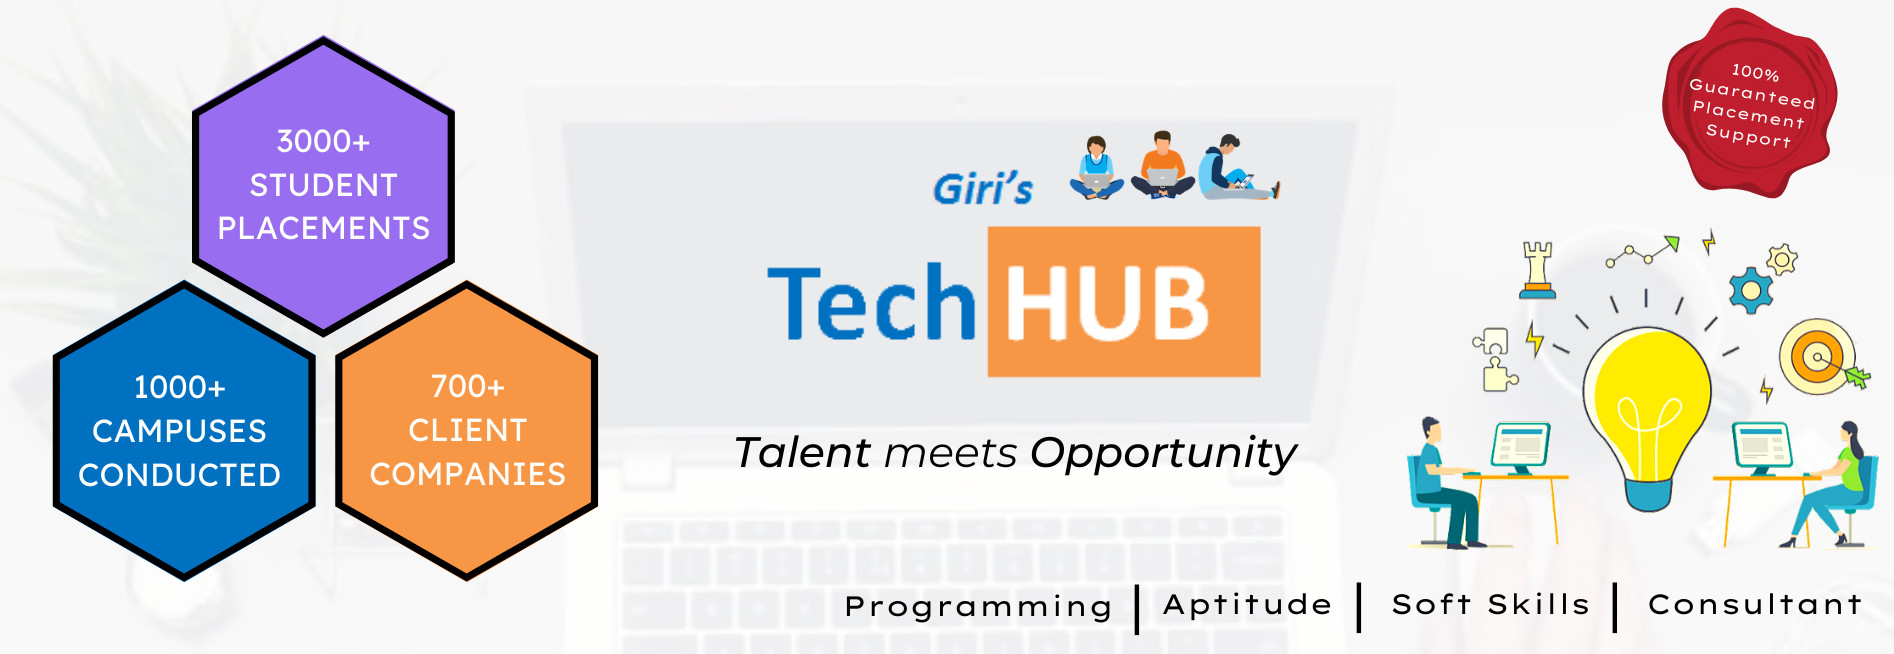 3000+
STUDENT
PLACEMENTS
1000+
CAMPUSES
CONDUCTED
700+
CLIENT
COMPANIES
Giri's
Tech HUB
Talent meets Opportunity
100%
Guaranteed
Placement
Support
Programming | Aptitude | Soft Skills | Consultant